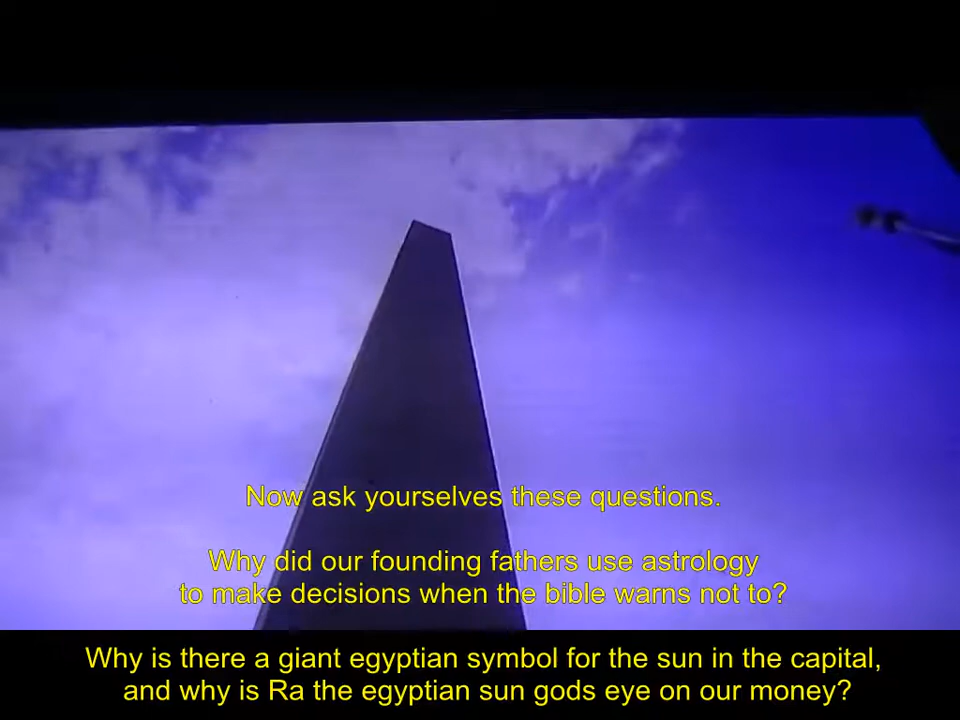 Now ask yourselves these questions.
Why did our founding fathers use astrology
to make decisions when the bible warns not to?
Why is there a giant egyptian symbol for the sun in the capital,
and why is Ra the egyptian sun gods eye on our money?